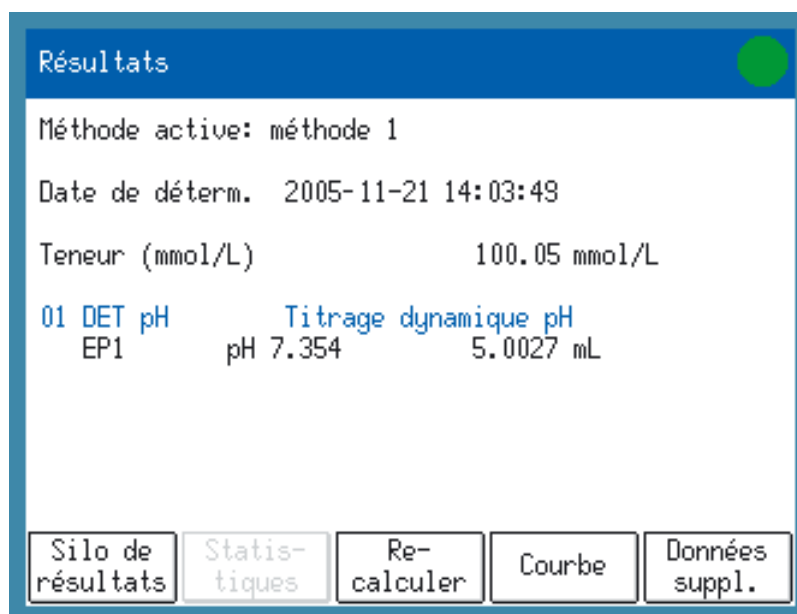 Résultats
Méthode active: méthode 1
Date de déterm. 2005-11-21 14:03:49
Teneur (mmol/L) 100.05 mmol/L
01 DET pH Titrage dynamique pH
EP1 pH 7.354 5.0027 mL
Silo de résultats
Statis-
tiques
Re-
calculer
Courbe
Données
suppl.